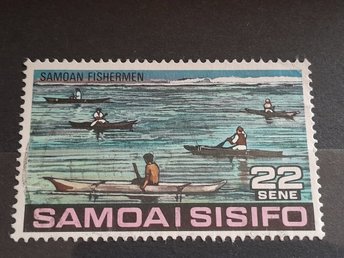 SAMOAN FISHERMEN
22
SENE
SAMOA I SISIFO